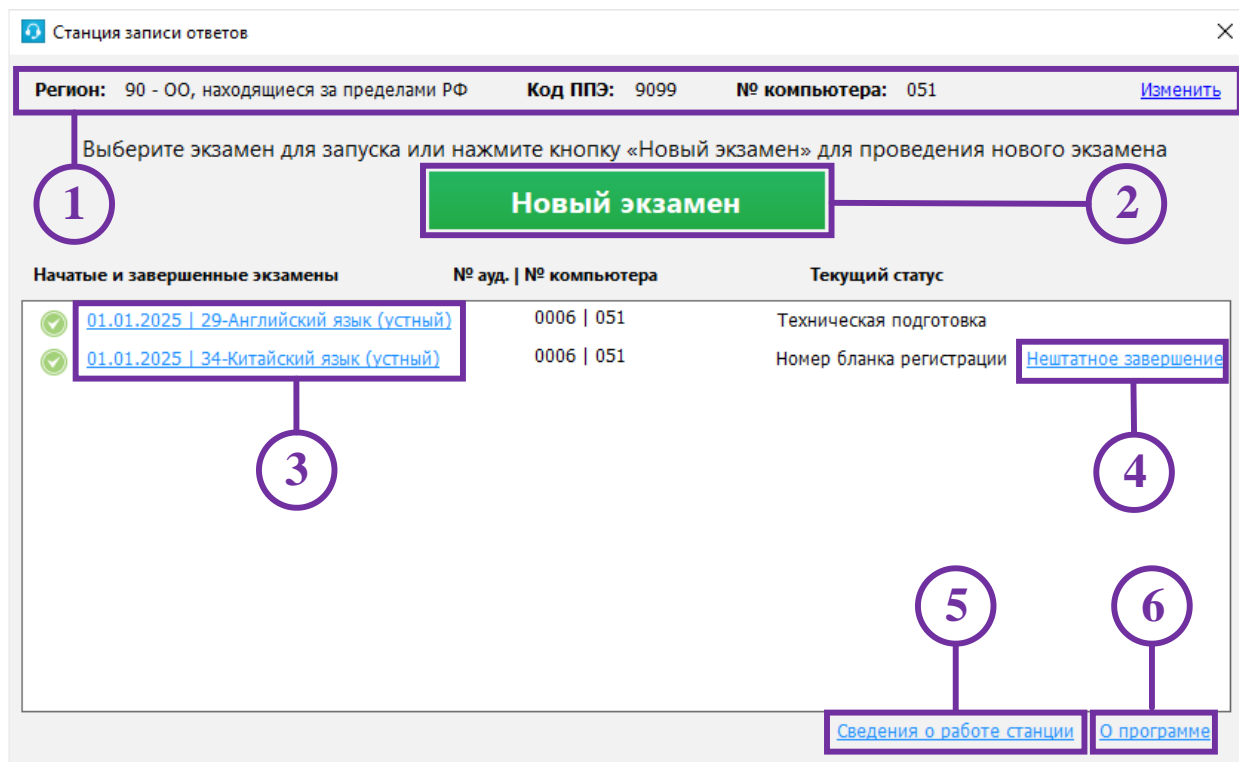 Станция записи ответов
Регион: 90 - ОО, находящиеся за пределами РФ Код ППЭ: 9099 № компьютера: 051 Изменить
Выберите экзамен для запуска или нажмите кнопку «Новый экзамен» для проведения нового экзамена
1
Новый экзамен
2
Начатые и завершенные экзамены № ауд. | № компьютера Текущий статус
01.01.2025 | 29-Английский язык (устный) 0006 | 051 Техническая подготовка
01.01.2025 | 34-Китайский язык (устный) 0006 | 051 Номер бланка регистрации Нештатное завершение
3
4
5
6
Сведения о работе станции О программе